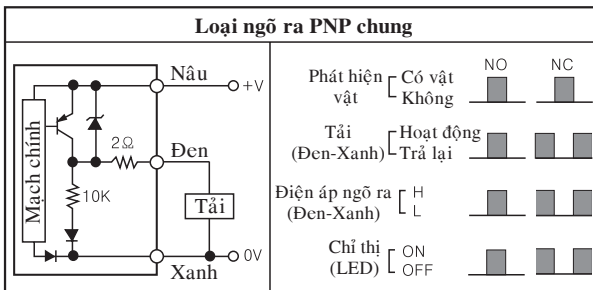 Loại ngõ ra PNP chung
Nâu
+V
Mạch chính
2Ω
Đen
10K
Tải
0V
Xanh
NO NC
Phát hiện vật
Có vật
Không
Tải
(Đen-Xanh)
Hoạt động
Trả lại
Điện áp ngõ ra
(Đen-Xanh)
H
L
Chỉ thị
(LED)
ON
OFF